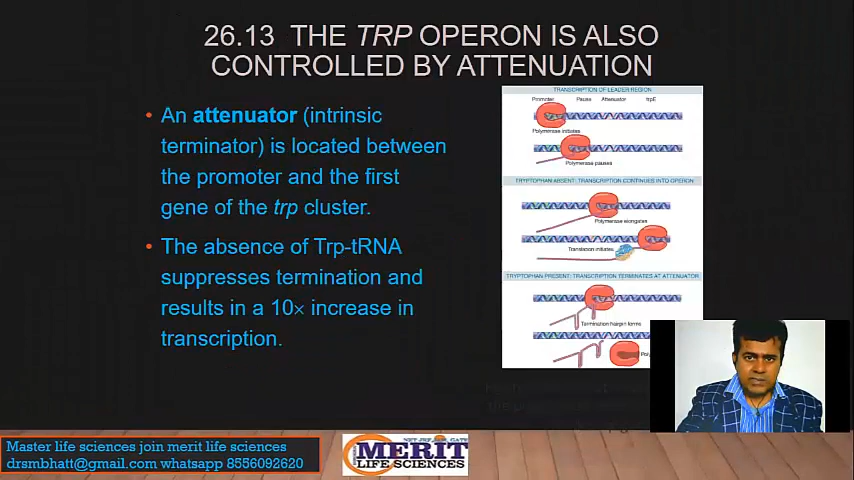 26.13 THE TRP OPERON IS ALSO
CONTROLLED BY ATTENUATION
• An attenuator (intrinsic
terminator) is located between
the promoter and the first
gene of the trp cluster.
• The absence of Trp-tRNA
suppresses termination and
results in a 10× increase in
transcription.
TRANSCRIPTION OF LEADER REGION
Promoter Pause Attenuator trpE
Polymerase initiates
Polymerase pauses
TRYPTOPHAN ABSENT: TRANSCRIPTION CONTINUES INTO OPERON
Polymerase elongates
Translation initiates
TRYPTOPHAN PRESENT: TRANSCRIPTION TERMINATES AT ATTENUATOR
Termination hairpin forms
Master life sciences join merit life sciences
drsmbhatt@gmail.com whatsapp 8556092620
MERIT
LIFE SCIENCES